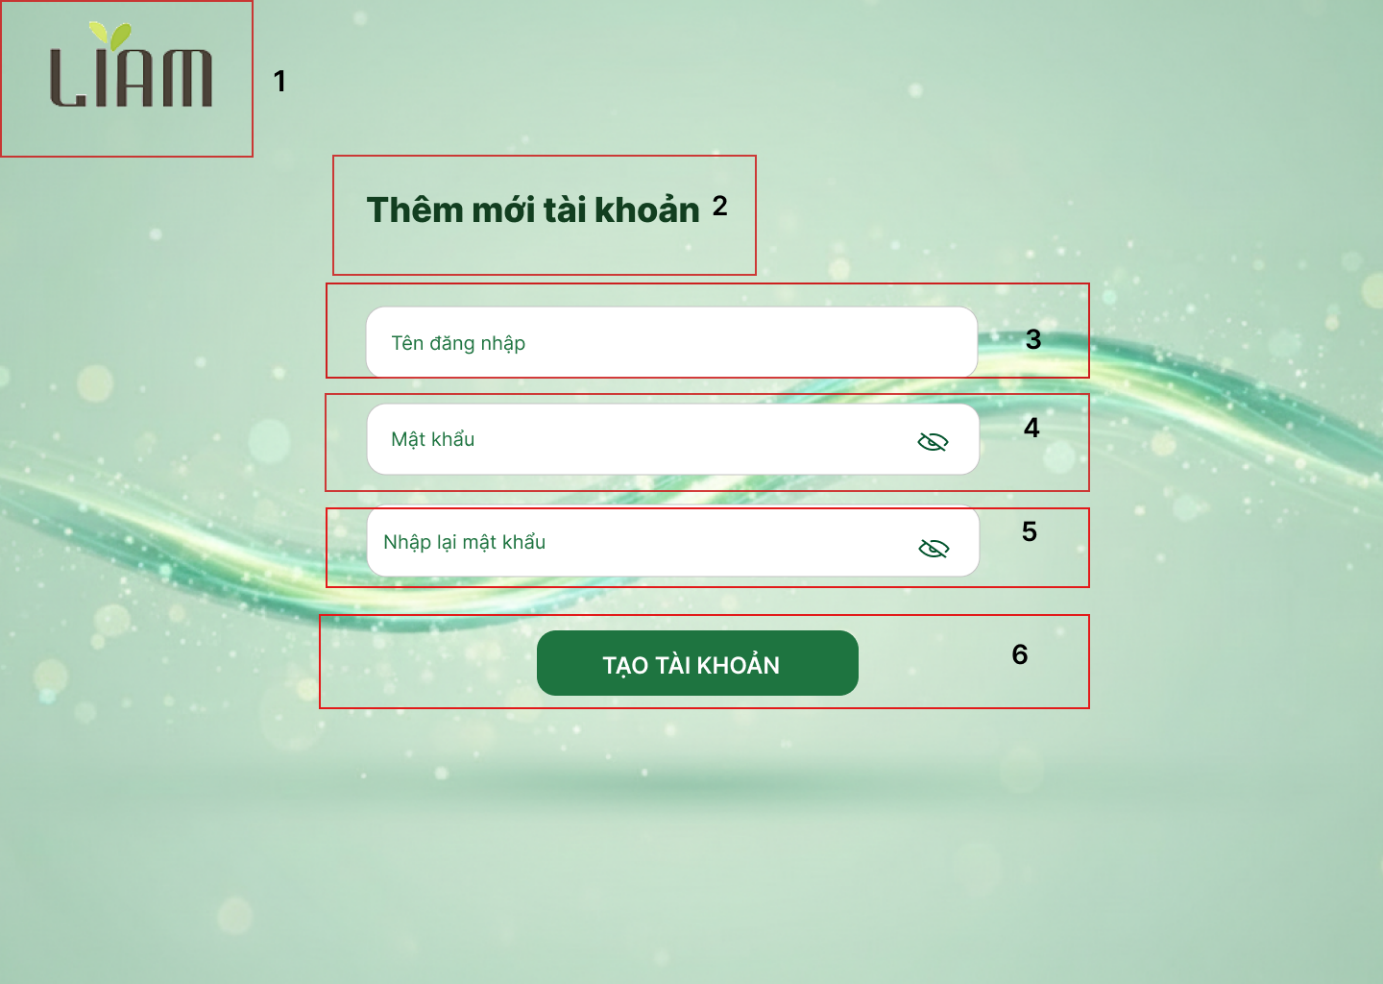 LIAM
1
Thêm mới tài khoản 2
Tên đăng nhập 3
Mật khẩu 4
Nhập lại mật khẩu 5
TẠO TÀI KHOẢN 6